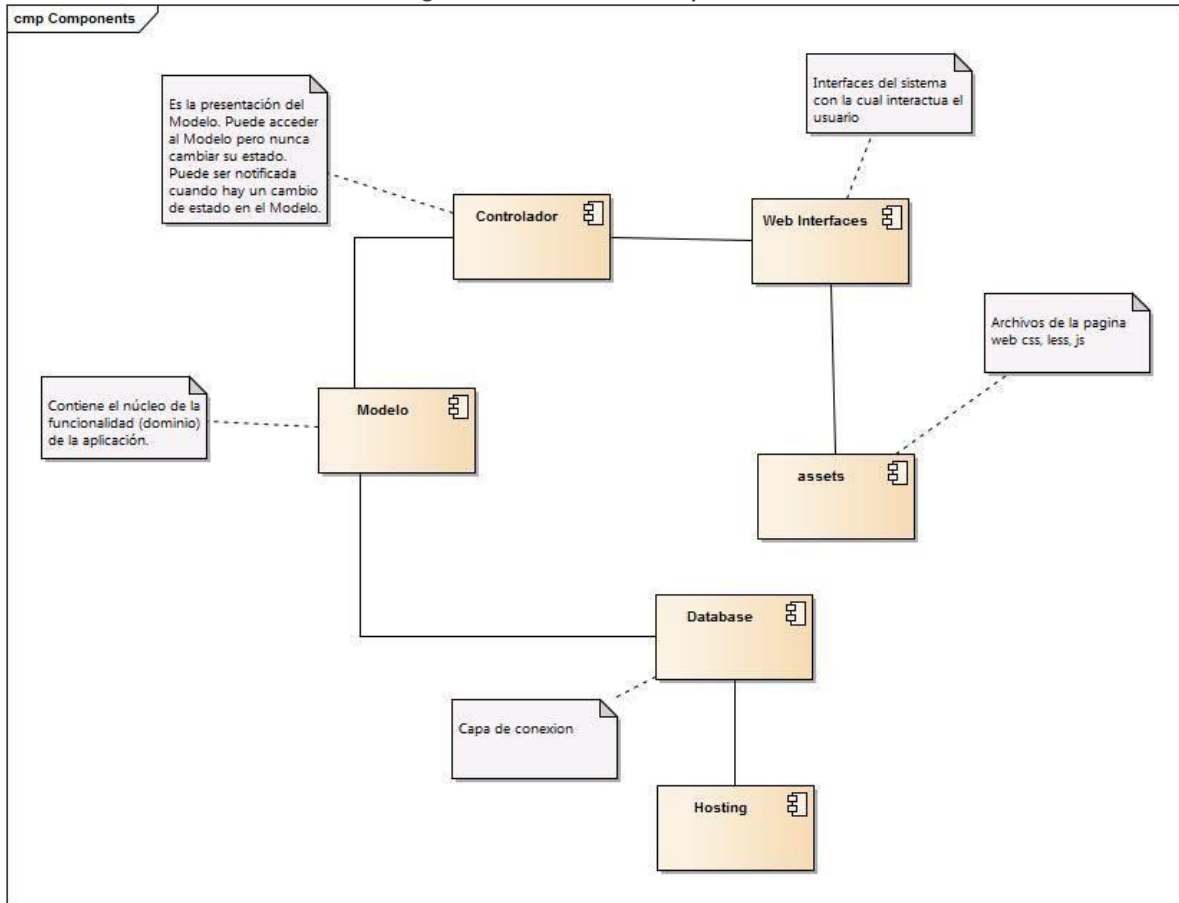 cmp Components
Interfaces del sistema
con la cual interactua el
usuario
Es la presentación del
Modelo. Puede acceder
al Modelo pero nunca
cambiar su estado.
Puede ser notificada
cuando hay un cambio
de estado en el Modelo.
Controlador
Web Interfaces
Archivos de la pagina
web css, less, js
Contiene el núcleo de la
funcionalidad (dominio)
de la aplicación.
Modelo
assets
Database
Capa de conexion
Hosting